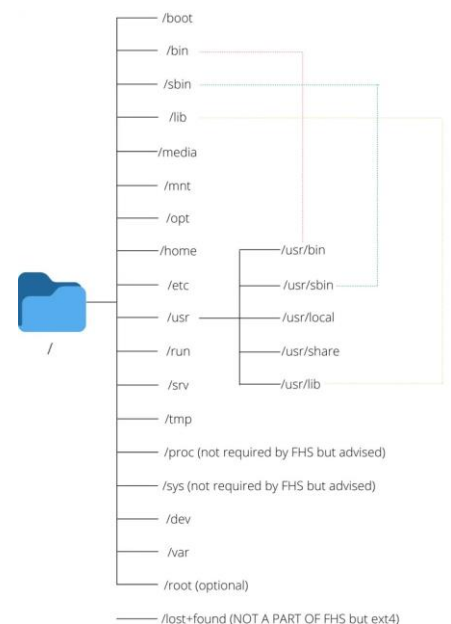 /boot
/bin
/sbin
/lib
/media
/mnt
/opt
/home
/usr/bin
/etc
/usr/sbin
/usr
/usr/local
/
/run
/usr/share
/srv
/usr/lib
/tmp
/proc (not required by FHS but advised)
/sys (not required by FHS but advised)
/dev
/var
/root (optional)
/lost+found (NOT A PART OF FHS but ext4)